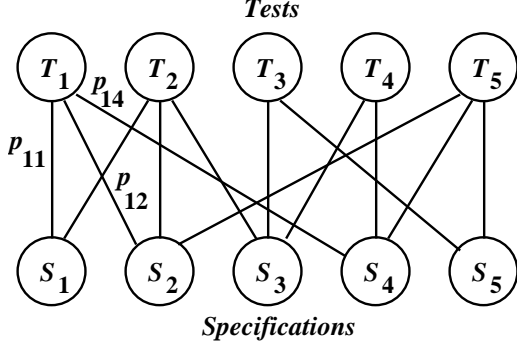 Tests
T1 T2 T3 T4 T5
p14
p11
p12
S1 S2 S3 S4 S5
Specifications